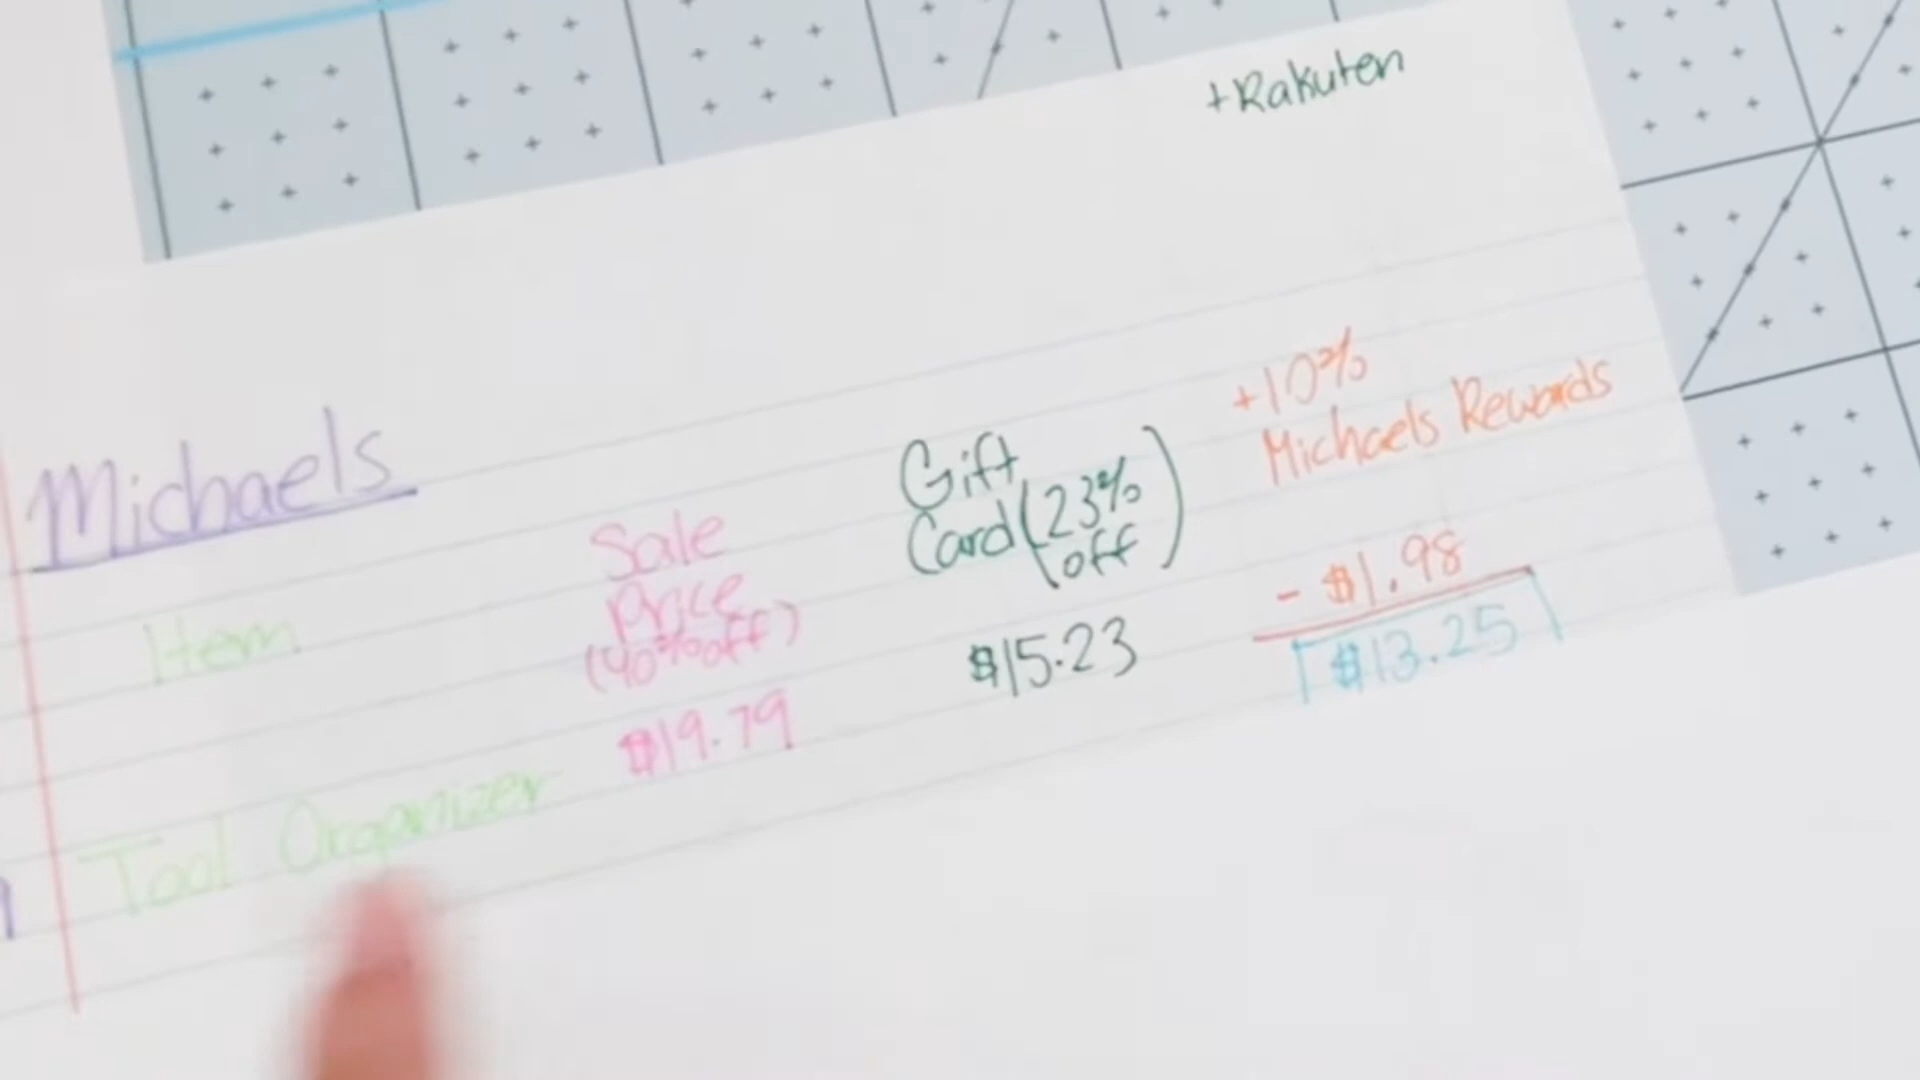 +Rakuten
Michaels
Item
Sale
Price
(40% off)
$19.79
Gift
Card (23%
off)
$15.23
+10%
Michaels Rewards
- $1.98
$13.25
Tool Organizer